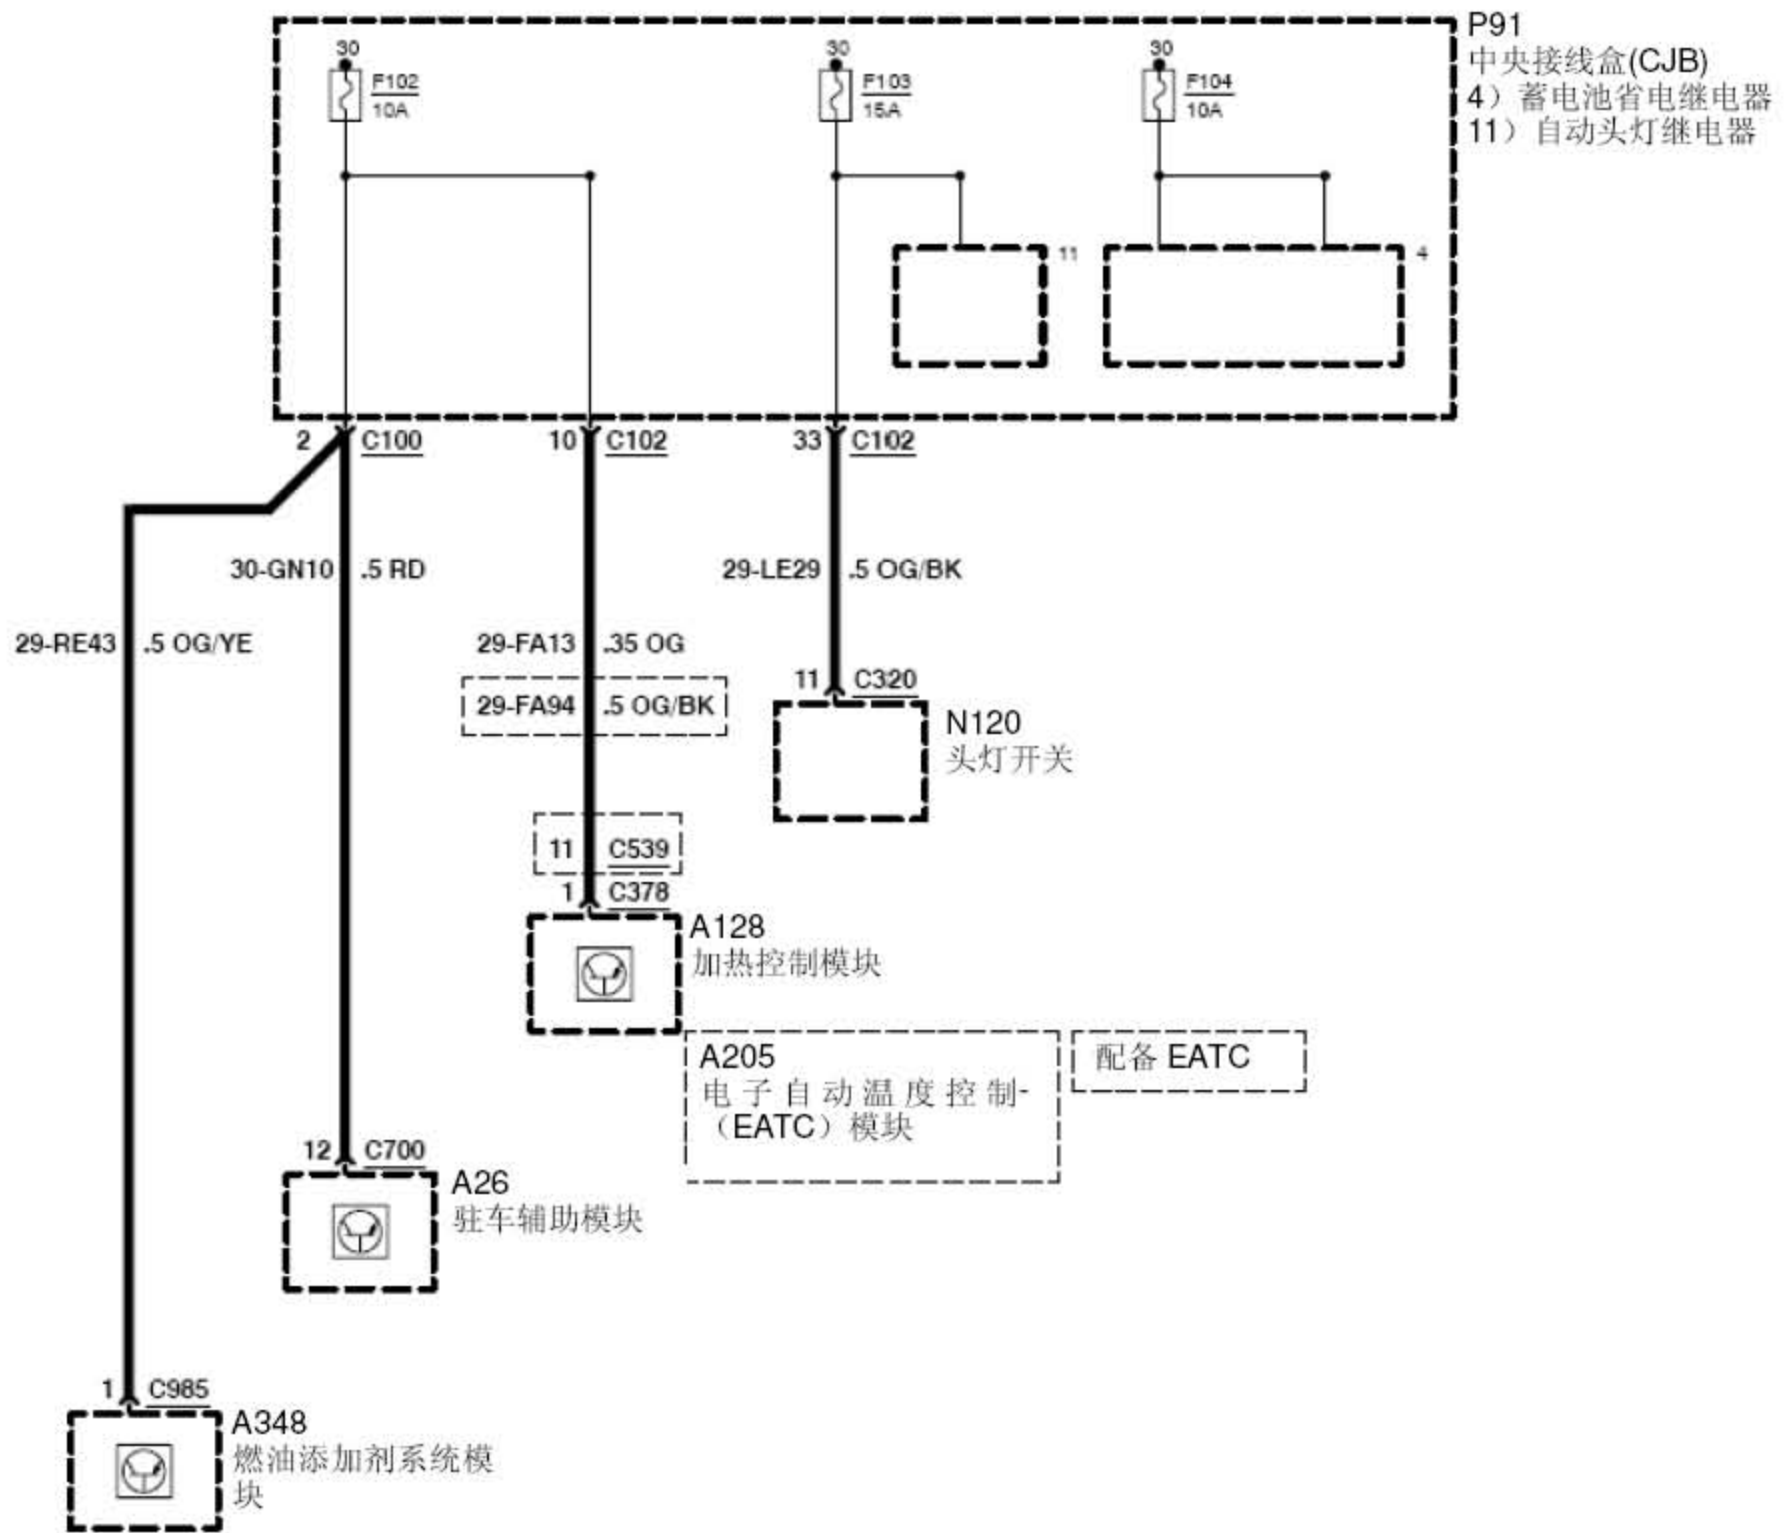 P91
中央接线盒(CJB)
4）蓄电池省电继电器
11）自动头灯继电器
30
F102
10A
30
F103
15A
30
F104
10A
11
4
2 C100
10 C102
33 C102
30-GN10 .5 RD
29-LE29 .5 OG/BK
29-RE43 .5 OG/YE
29-FA13 .35 OG
29-FA94 .5 OG/BK
11 C320
N120
头灯开关
11 C539
1 C378
A128
加热控制模块
A205
电子自动温度控制-
（EATC）模块
配备 EATC
12 C700
A26
驻车辅助模块
1 C985
A348
燃油添加剂系统模
块